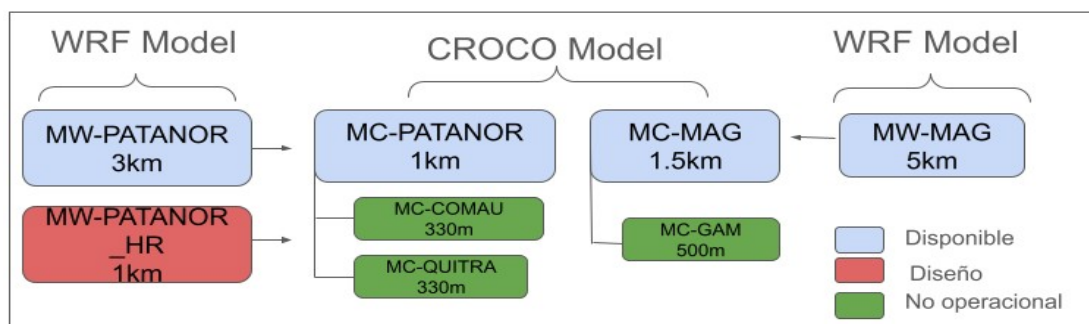 WRF Model
CROCO Model
WRF Model
MW-PATANOR
3km
MC-PATANOR
1km
MC-MAG
1.5km
MW-MAG
5km
MW-PATANOR
_HR
1km
MC-COMAU
330m
MC-QUITRA
330m
MC-GAM
500m
Disponible
Diseño
No operacional